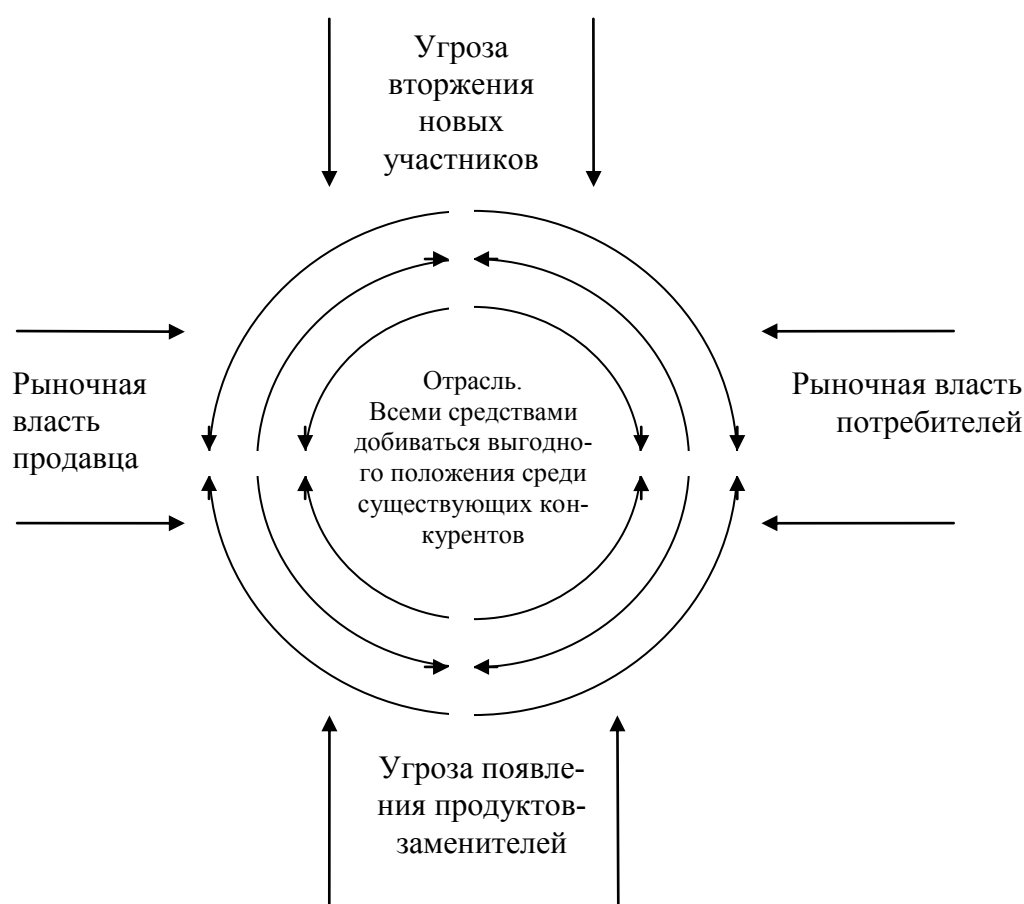 Угроза
вторжения
новых
участников
Рыночная
власть
продавца
Отрасль.
Всеми средствами
добиваться выгодно-
го положения среди
существующих кон-
курентов
Рыночная власть
потребителей
Угроза появле-
ния продуктов-
заменителей